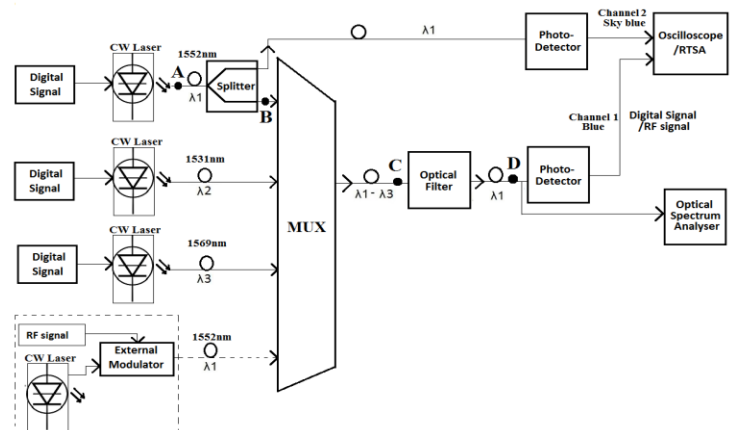 Digital
Signal
CW Laser
A
1552nm
λ1
Splitter
B
λ1
Photo-
Detector
Channel 2
Sky blue
Oscilloscope
/RTSA
Channel 1
Blue
Digital Signal
/RF signal
Digital
Signal
CW Laser
1531nm
λ2
MUX
C
λ1 - λ3
Optical
Filter
λ1
D
Photo-
Detector
Optical
Spectrum
Analyser
Digital
Signal
CW Laser
1569nm
λ3
RF signal
CW Laser
External
Modulator
1552nm
λ1